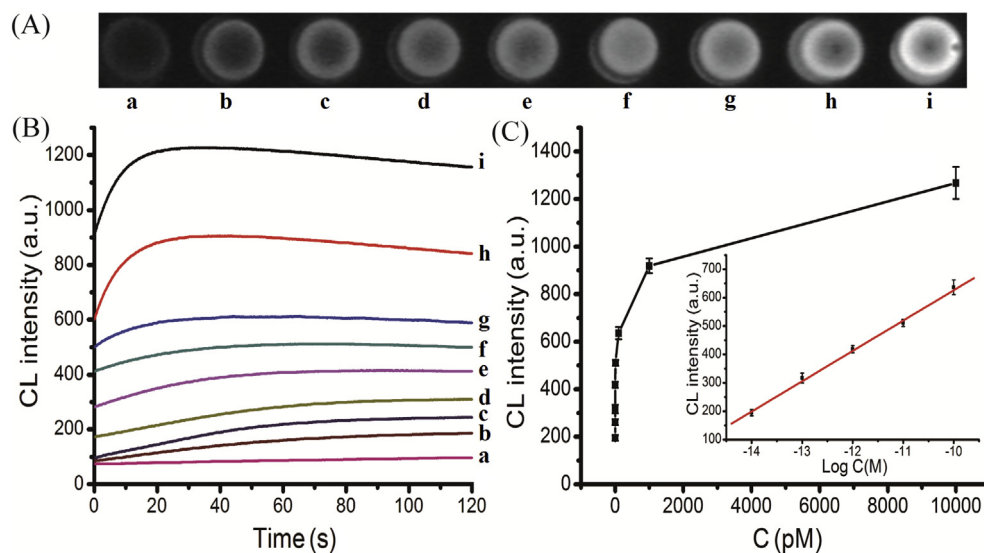 (A)
a b c d e f g h i
(B)
CL intensity (a.u.)
1200
1000
800
600
400
200
0
i
h
g
f
e
d
c
b
a
0 20 40 60 80 100 120
Time (s)
(C)
CL intensity (a.u.)
1400
1200
1000
800
600
400
200
0
0 2000 4000 6000 8000 10000
C (pM)
CL intensity (a.u.)
700
600
500
400
300
200
100
-14 -13 -12 -11 -10
Log C(M)